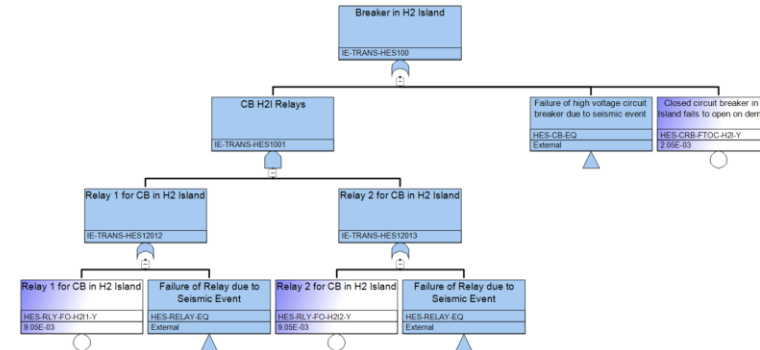 Breaker in H2 Island
IE-TRANS-HES100
CB H2I Relays
IE-TRANS-HES1001
Failure of high voltage circuit
breaker due to seismic event
HES-CB-EQ
External
Closed circuit breaker in
Island fails to open on dem
HES-CRB-FTOC-H2I-Y
2.05E-03
Relay 1 for CB in H2 Island
IE-TRANS-HES12012
Relay 2 for CB in H2 Island
IE-TRANS-HES12013
Relay 1 for CB in H2 Island
HES-RLY-FO-H2I1-Y
9.05E-03
Failure of Relay due to
Seismic Event
HES-RELAY-EQ
External
Relay 2 for CB in H2 Island
HES-RLY-FO-H2I2-Y
9.05E-03
Failure of Relay due to
Seismic Event
HES-RELAY-EQ
External